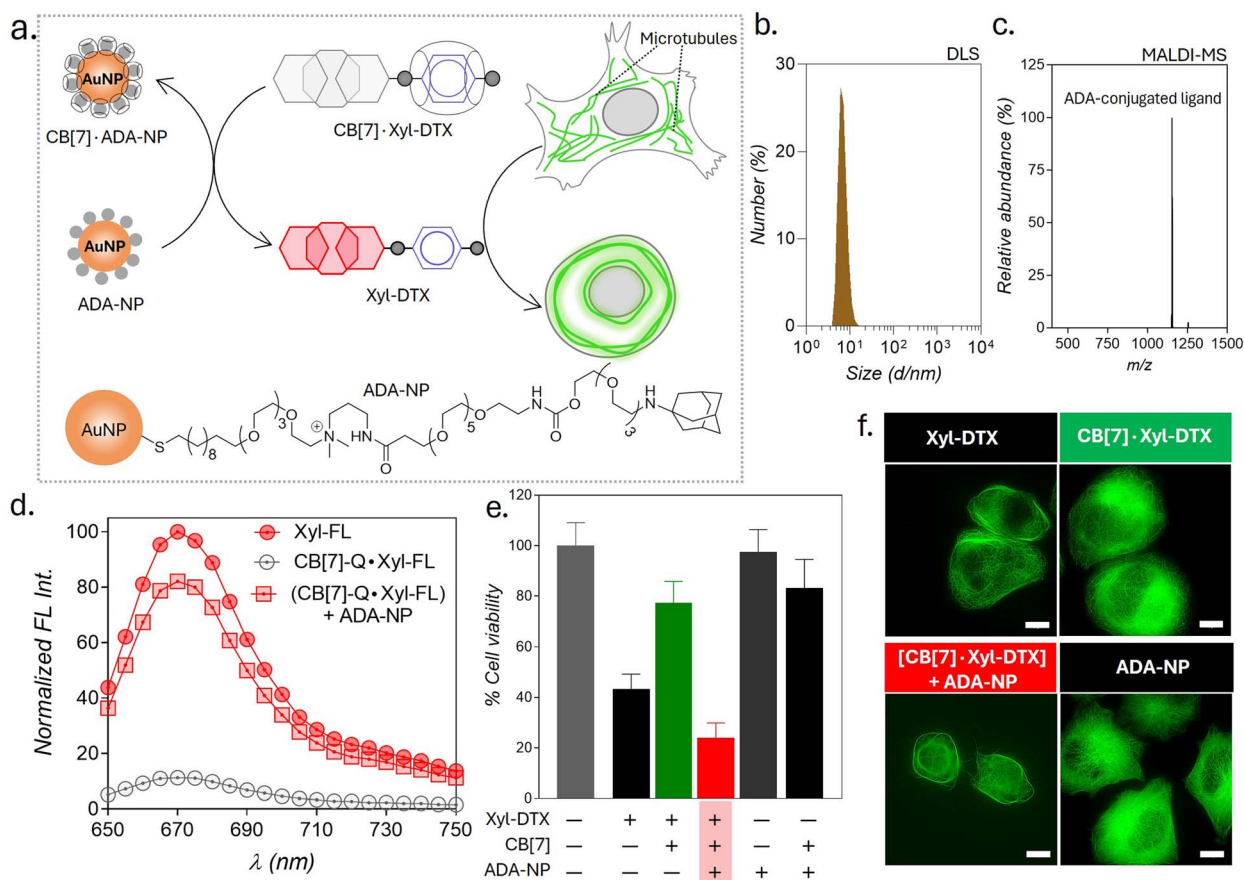 a.
AuNP
CB[7]·ADA-NP
CB[7]·Xyl-DTX
Microtubules
AuNP
ADA-NP
Xyl-DTX
ADA-NP
AuNP
S
8
O
3
O
N
+
HN
O
O
5
O
H
N
O
O
O
3
H
N
b.
DLS
Number (%)
30
20
10
0
10⁰ 10¹ 10² 10³ 10⁴
Size (d/nm)
c.
MALDI-MS
ADA-conjugated ligand
Relative abundance (%)
125
100
75
50
25
0
500 750 1000 1250 1500
m/z
d.
Normalized FL Int.
100
80
60
40
20
0
650 670 690 710 730 750
λ (nm)
Xyl-FL
CB[7]-Q•Xyl-FL
(CB[7]-Q•Xyl-FL)
+ ADA-NP
e.
% Cell viability
120
100
80
60
40
20
0
Xyl-DTX — + + + — —
CB[7] — — + + — +
ADA-NP — — — + + +
f.
Xyl-DTX
CB[7]·Xyl-DTX
[CB[7]·Xyl-DTX]
+ ADA-NP
ADA-NP